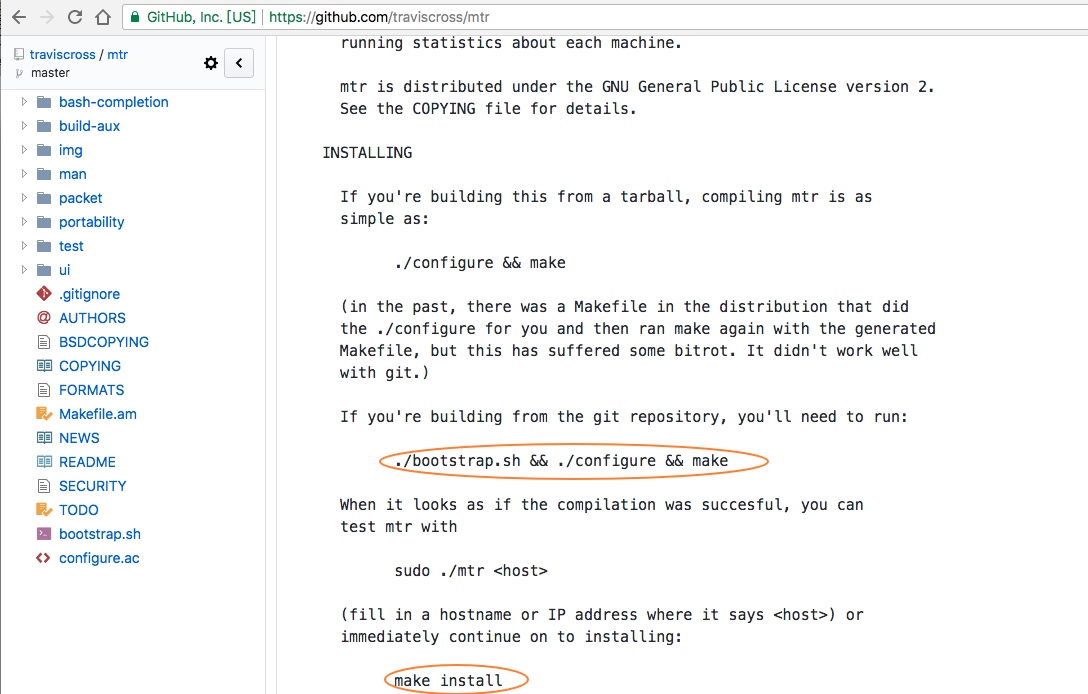 GitHub, Inc. [US] https://github.com/traviscross/mtr
traviscross / mtr
master
bash-completion
build-aux
img
man
packet
portability
test
ui
.gitignore
AUTHORS
BSDCOPYING
COPYING
FORMATS
Makefile.am
NEWS
README
SECURITY
TODO
bootstrap.sh
configure.ac
running statistics about each machine.
mtr is distributed under the GNU General Public License version 2.
See the COPYING file for details.
INSTALLING
If you're building this from a tarball, compiling mtr is as
simple as:
./configure && make
(in the past, there was a Makefile in the distribution that did
the ./configure for you and then ran make again with the generated
Makefile, but this has suffered some bitrot. It didn't work well
with git.)
If you're building from the git repository, you'll need to run:
./bootstrap.sh && ./configure && make
When it looks as if the compilation was succesful, you can
test mtr with
sudo ./mtr <host>
(fill in a hostname or IP address where it says <host>) or
immediately continue on to installing:
make install